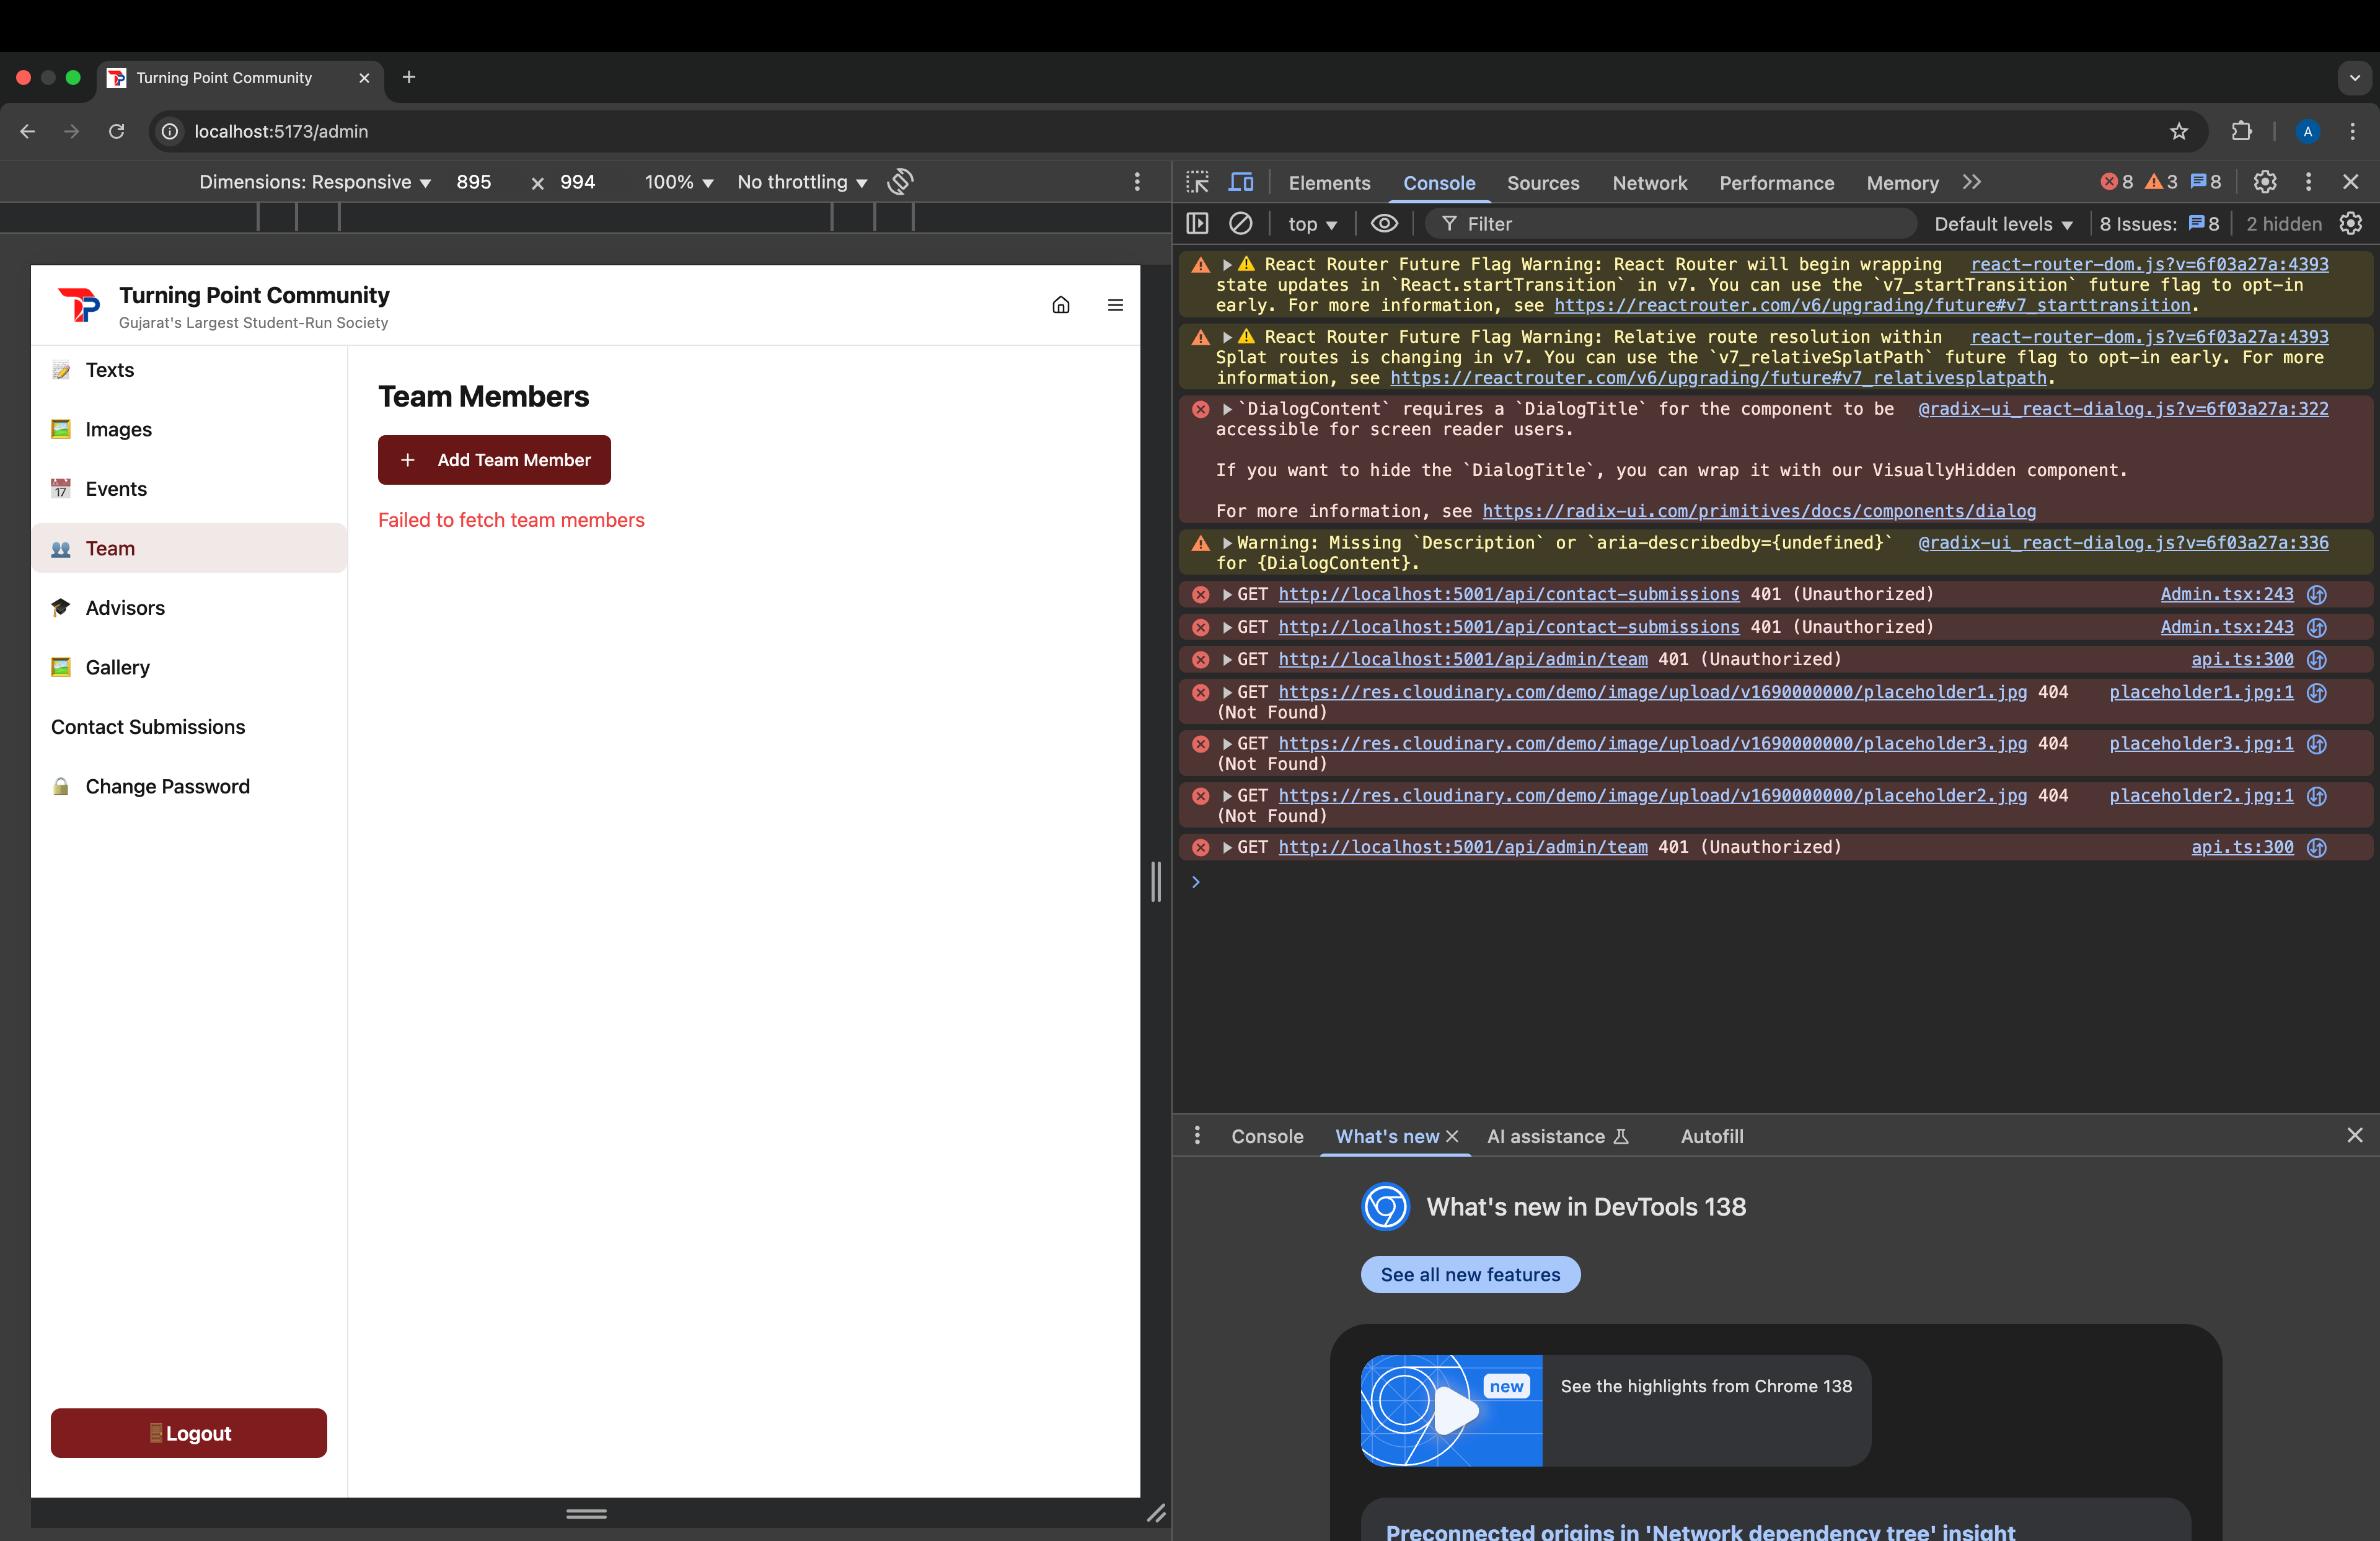 Turning Point Community
localhost:5173/admin
A
Dimensions: Responsive 895 x 994 100% No throttling
Elements Console Sources Network Performance Memory 8 3 8
top Filter Default levels 8 Issues: 8 2 hidden
Turning Point Community
Gujarat's Largest Student-Run Society
Texts
Images
17 Events
Team
Advisors
Gallery
Contact Submissions
Change Password
Logout
Team Members
+ Add Team Member
Failed to fetch team members
React Router Future Flag Warning: React Router will begin wrapping react-router-dom.js?v=6f03a27a:4393
state updates in `React.startTransition` in v7. You can use the `v7_startTransition` future flag to opt-in
early. For more information, see https://reactrouter.com/v6/upgrading/future#v7_starttransition.
React Router Future Flag Warning: Relative route resolution within react-router-dom.js?v=6f03a27a:4393
Splat routes is changing in v7. You can use the `v7_relativeSplatPath` future flag to opt-in early. For more
information, see https://reactrouter.com/v6/upgrading/future#v7_relativesplatpath.
`DialogContent` requires a `DialogTitle` for the component to be @radix-ui_react-dialog.js?v=6f03a27a:322
accessible for screen reader users.
If you want to hide the `DialogTitle`, you can wrap it with our VisuallyHidden component.
For more information, see https://radix-ui.com/primitives/docs/components/dialog
Warning: Missing `Description` or `aria-describedby={undefined}` @radix-ui_react-dialog.js?v=6f03a27a:336
for {DialogContent}.
GET http://localhost:5001/api/contact-submissions 401 (Unauthorized) Admin.tsx:243
GET http://localhost:5001/api/contact-submissions 401 (Unauthorized) Admin.tsx:243
GET http://localhost:5001/api/admin/team 401 (Unauthorized) api.ts:300
GET https://res.cloudinary.com/demo/image/upload/v1690000000/placeholder1.jpg 404 placeholder1.jpg:1
(Not Found)
GET https://res.cloudinary.com/demo/image/upload/v1690000000/placeholder3.jpg 404 placeholder3.jpg:1
(Not Found)
GET https://res.cloudinary.com/demo/image/upload/v1690000000/placeholder2.jpg 404 placeholder2.jpg:1
(Not Found)
GET http://localhost:5001/api/admin/team 401 (Unauthorized) api.ts:300
Console What's new AI assistance Autofill
What's new in DevTools 138
See all new features
new See the highlights from Chrome 138
Preconnected origins in 'Network dependency tree' insight